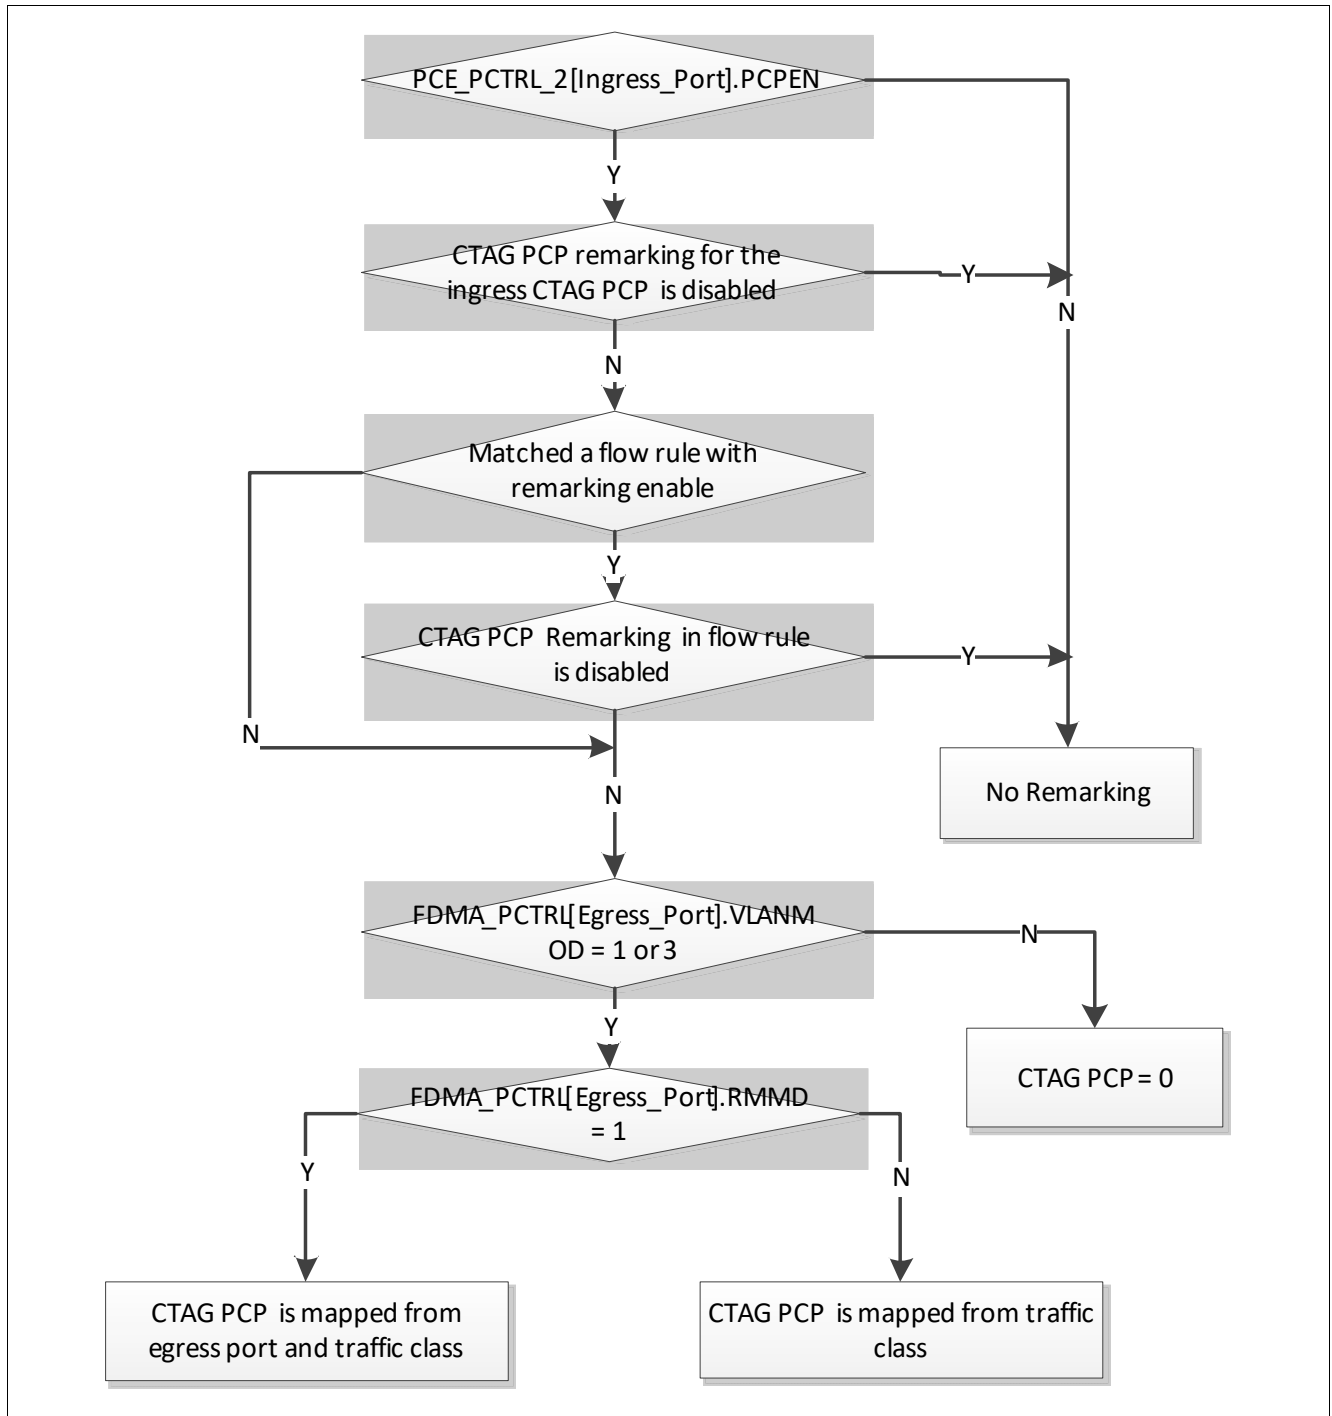 PCE_PCTRL_2[Ingress_Port].PCPEN
Y
CTAG PCP remarking for the
ingress CTAG PCP is disabled
Y
N
N
Matched a flow rule with
remarking enable
Y
CTAG PCP Remarking in flow rule
is disabled
Y
N
N
No Remarking
FDMA_PCTRL[Egress_Port].VLANM
OD = 1 or 3
N
Y
CTAG PCP = 0
FDMA_PCTRL[Egress_Port].RMMD
= 1
Y
N
CTAG PCP is mapped from
egress port and traffic class
CTAG PCP is mapped from traffic
class